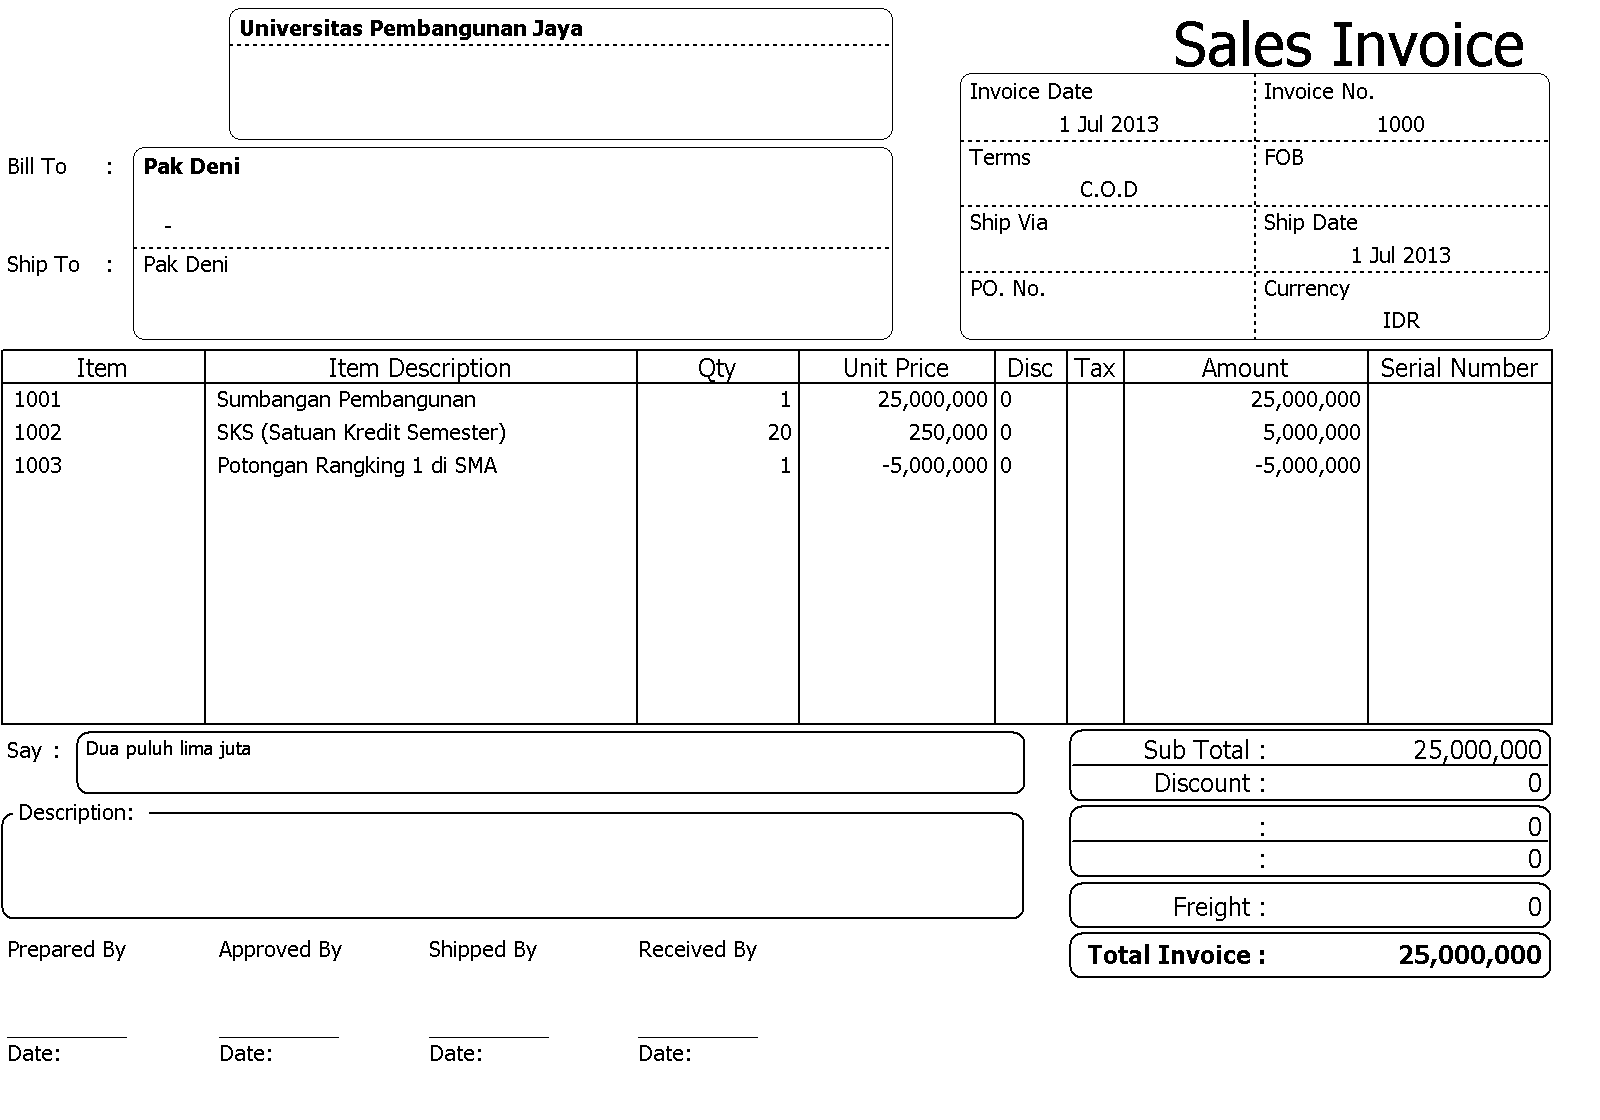 Universitas Pembangunan Jaya
Sales Invoice
Invoice Date Invoice No.
1 Jul 2013 1000
Terms FOB
C.O.D
Ship Via Ship Date
1 Jul 2013
PO. No. Currency
IDR
Bill To : Pak Deni
-
Ship To : Pak Deni
Item Item Description Qty Unit Price Disc Tax Amount Serial Number
1001 Sumbangan Pembangunan 1 25,000,000 0 25,000,000
1002 SKS (Satuan Kredit Semester) 20 250,000 0 5,000,000
1003 Potongan Rangking 1 di SMA 1 -5,000,000 0 -5,000,000
Say : Dua puluh lima juta
Sub Total : 25,000,000
Discount : 0
: 0
: 0
Freight : 0
Total Invoice : 25,000,000
Description:
Prepared By Approved By Shipped By Received By
Date: Date: Date: Date: